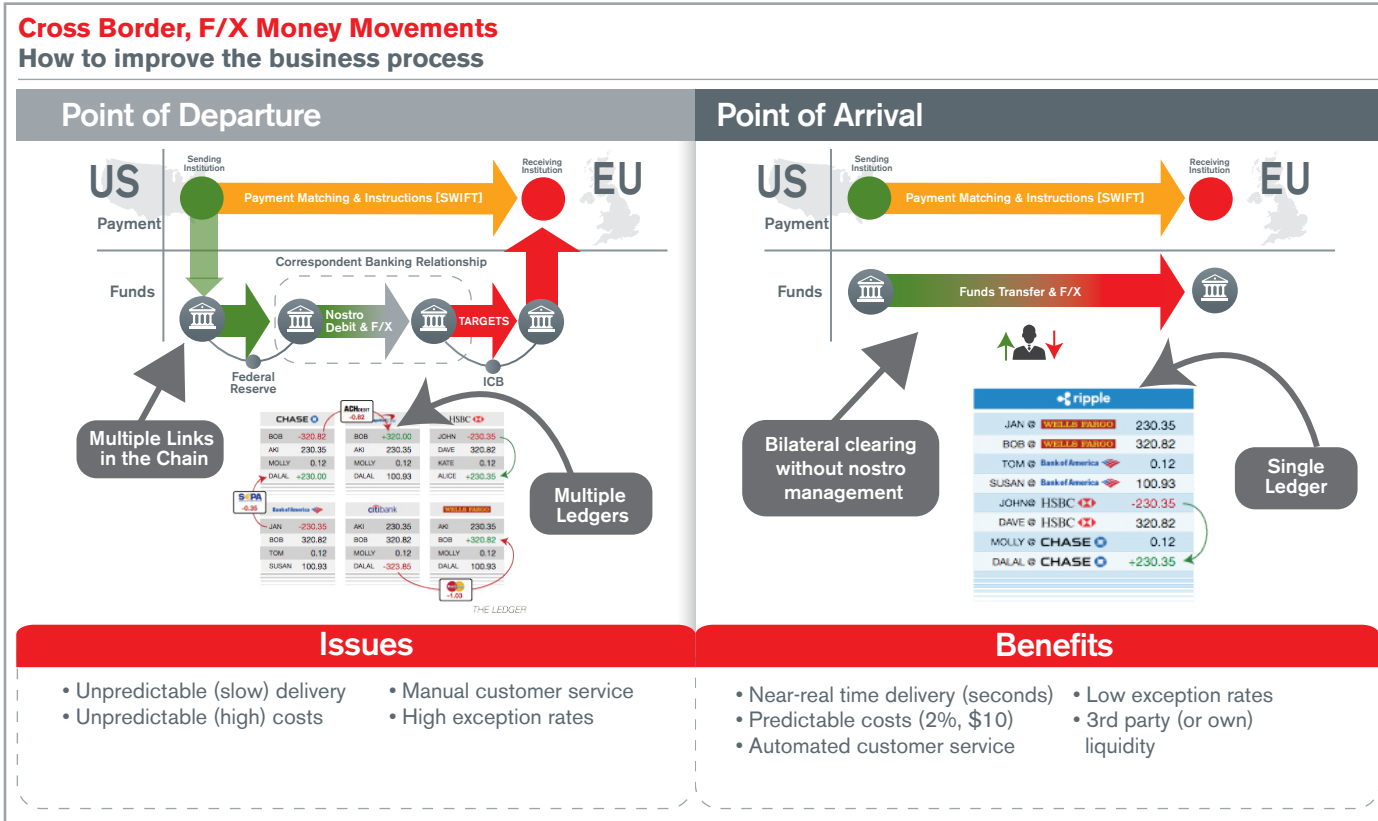 Cross Border, F/X Money Movements
How to improve the business process
Point of Departure
US
Sending
Institution
Payment Matching & Instructions [SWIFT]
Receiving
Institution
EU
Payment
Correspondent Banking Relationship
Funds
Nostro
Debit & F/X
TARGETS
Federal
Reserve
ICB
Multiple Links
in the Chain
Multiple
Ledgers
CHASE
BOB -320.82
AKI 230.35
MOLLY 0.12
DALAL +230.00
ACH DEBIT
-0.82
BOB +320.00
AKI 230.35
MOLLY 0.12
DALAL 100.93
HSBC
JOHN -230.35
DAVE 320.82
KATE 0.12
ALICE +230.35
SEPA
-0.35
Bank of America
JAN -230.35
BOB 320.82
TOM 0.12
SUSAN 100.93
citibank
AKI 230.35
BOB 320.82
MOLLY 0.12
DALAL -323.85
WELLS FARGO
AKI 230.35
BOB +320.82
MOLLY 0.12
DALAL 100.93
-1.03
THE LEDGER
Issues
• Unpredictable (slow) delivery
• Unpredictable (high) costs
• Manual customer service
• High exception rates
Point of Arrival
US
Sending
Institution
Payment Matching & Instructions [SWIFT]
Receiving
Institution
EU
Payment
Funds
Funds Transfer & F/X
Bilateral clearing
without nostro
management
Single
Ledger
ripple
JAN @ WELLS FARGO 230.35
BOB @ WELLS FARGO 320.82
TOM @ Bank of America 0.12
SUSAN @ Bank of America 100.93
JOHN@ HSBC -230.35
DAVE @ HSBC 320.82
MOLLY @ CHASE 0.12
DALAL @ CHASE +230.35
Benefits
• Near-real time delivery (seconds)
• Predictable costs (2%, $10)
• Automated customer service
• Low exception rates
• 3rd party (or own)
liquidity